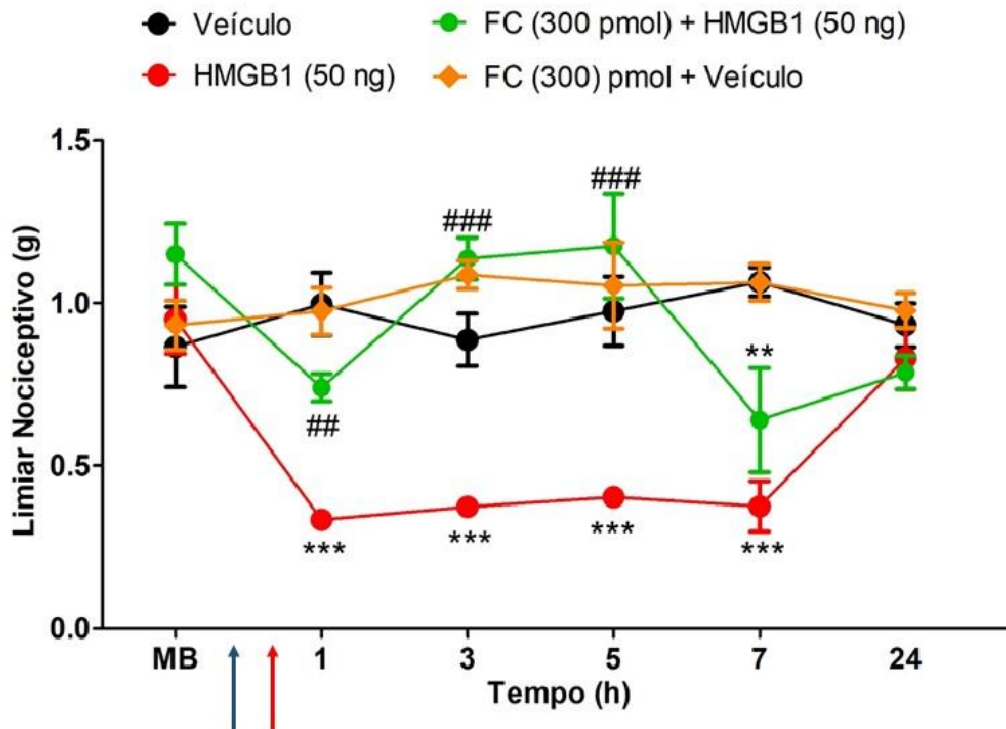 Veículo
FC (300 pmol) + HMGB1 (50 ng)
HMGB1 (50 ng)
FC (300) pmol + Veículo
1.5
1.0
0.5
0.0
Limiar Nociceptivo (g)
###
###
##
**
***
***
***
***
MB 1 3 5 7 24
Tempo (h)